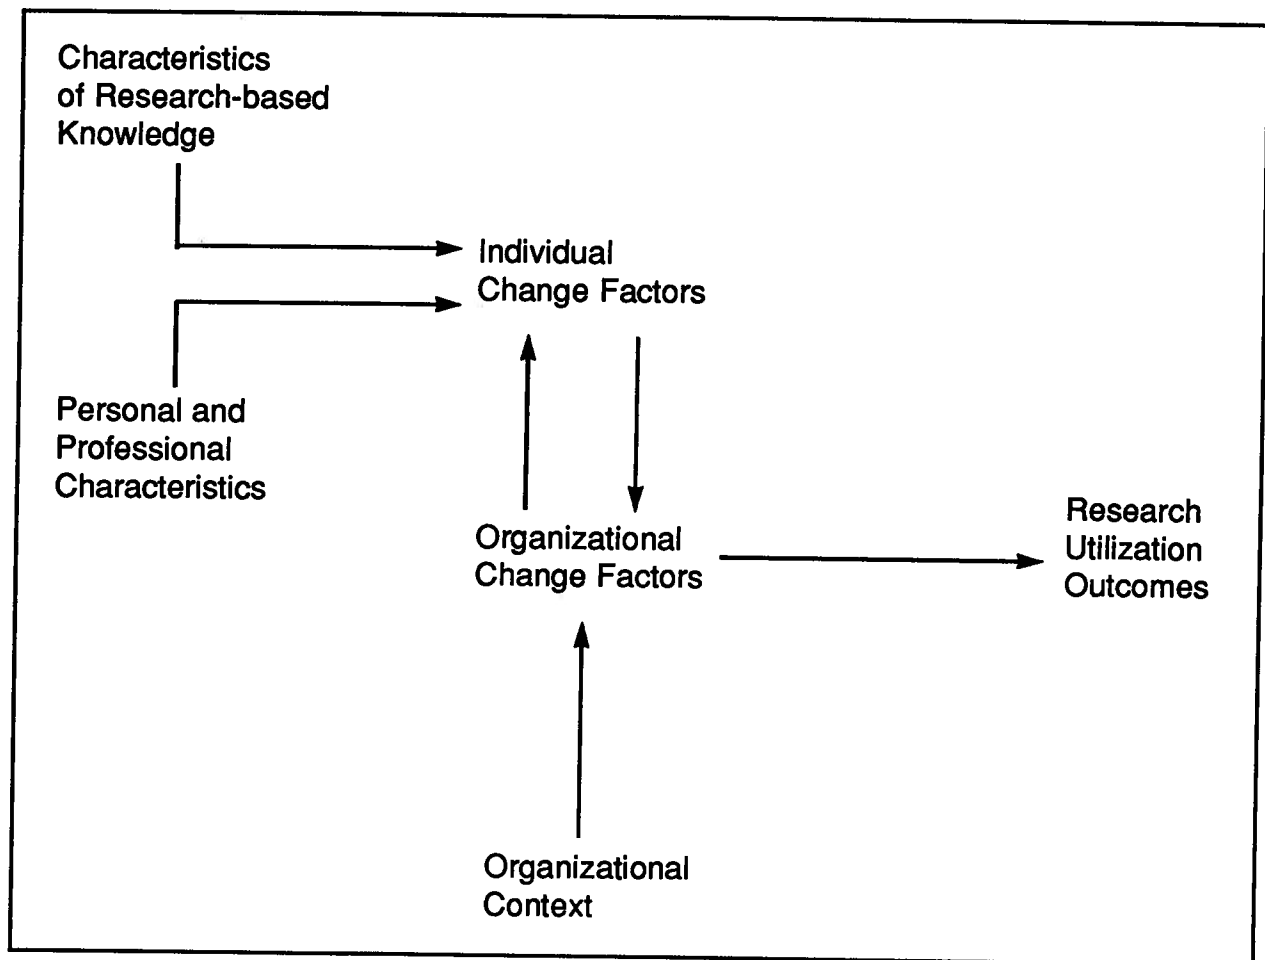 Characteristics
of Research-based
Knowledge
Individual
Change Factors
Personal and
Professional
Characteristics
Organizational
Change Factors
Research
Utilization
Outcomes
Organizational
Context